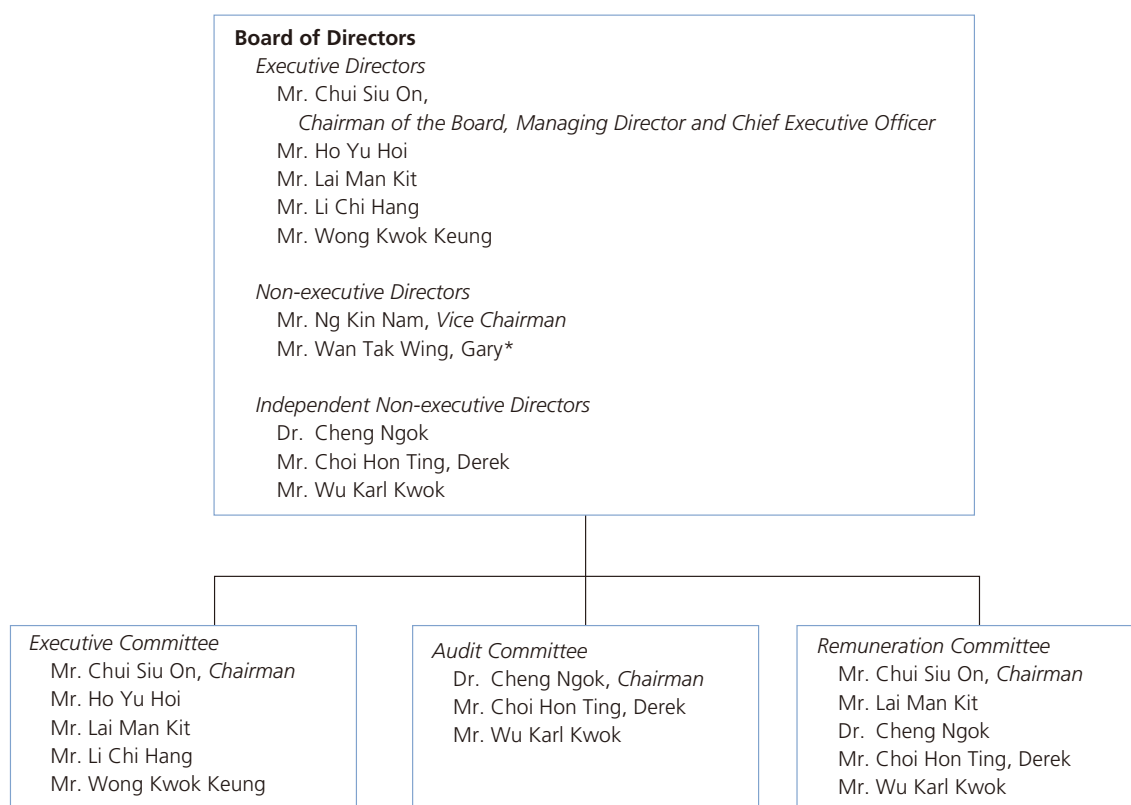 Board of Directors
Executive Directors
Mr. Chui Siu On,
Chairman of the Board, Managing Director and Chief Executive Officer
Mr. Ho Yu Hoi
Mr. Lai Man Kit
Mr. Li Chi Hang
Mr. Wong Kwok Keung
Non-executive Directors
Mr. Ng Kin Nam, Vice Chairman
Mr. Wan Tak Wing, Gary*
Independent Non-executive Directors
Dr. Cheng Ngok
Mr. Choi Hon Ting, Derek
Mr. Wu Karl Kwok
Executive Committee
Mr. Chui Siu On, Chairman
Mr. Ho Yu Hoi
Mr. Lai Man Kit
Mr. Li Chi Hang
Mr. Wong Kwok Keung
Audit Committee
Dr. Cheng Ngok, Chairman
Mr. Choi Hon Ting, Derek
Mr. Wu Karl Kwok
Remuneration Committee
Mr. Chui Siu On, Chairman
Mr. Lai Man Kit
Dr. Cheng Ngok
Mr. Choi Hon Ting, Derek
Mr. Wu Karl Kwok